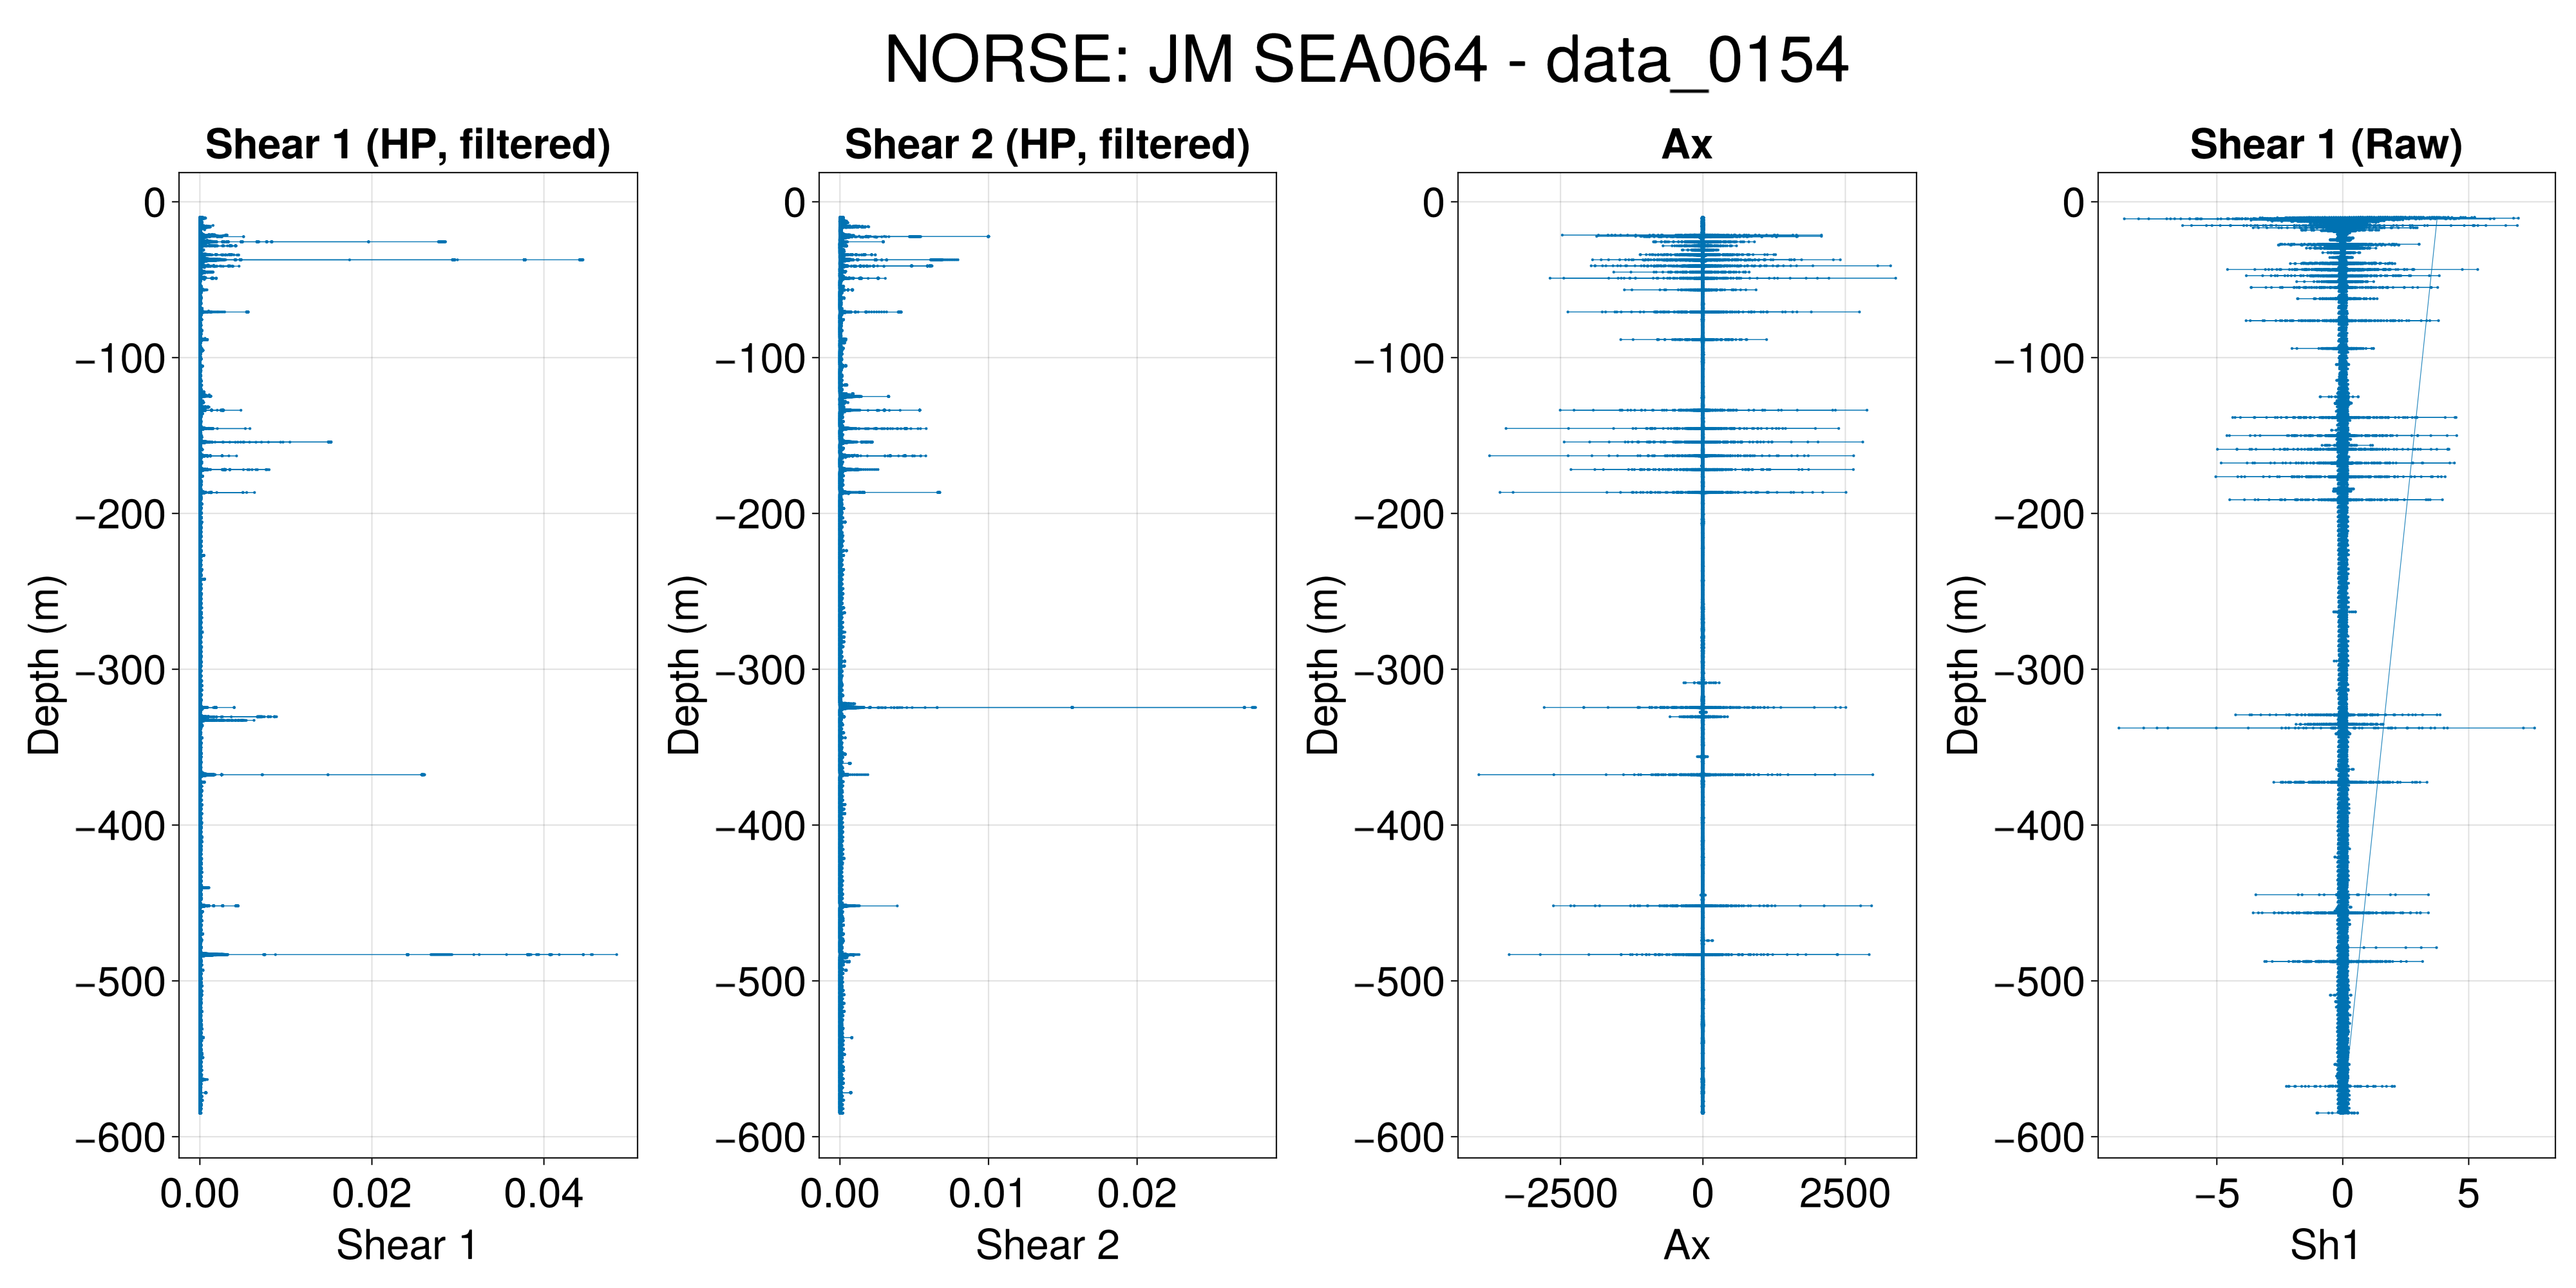 NORSE: JM SEA064 - data_0154
Shear 1 (HP, filtered)
Depth (m)
0
−100
−200
−300
−400
−500
−600
0.00 0.02 0.04
Shear 1
Shear 2 (HP, filtered)
Depth (m)
0
−100
−200
−300
−400
−500
−600
0.00 0.01 0.02
Shear 2
Ax
Depth (m)
0
−100
−200
−300
−400
−500
−600
−2500 0 2500
Ax
Shear 1 (Raw)
Depth (m)
0
−100
−200
−300
−400
−500
−600
−5 0 5
Sh1